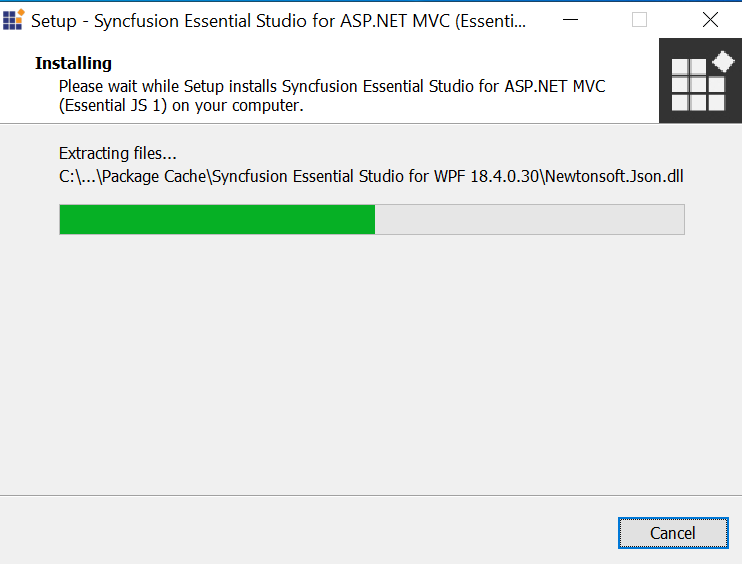 Setup - Syncfusion Essential Studio for ASP.NET MVC (Essenti...
Installing
Please wait while Setup installs Syncfusion Essential Studio for ASP.NET MVC
(Essential JS 1) on your computer.
Extracting files...
C:\...\Package Cache\Syncfusion Essential Studio for WPF 18.4.0.30\Newtonsoft.Json.dll
Cancel